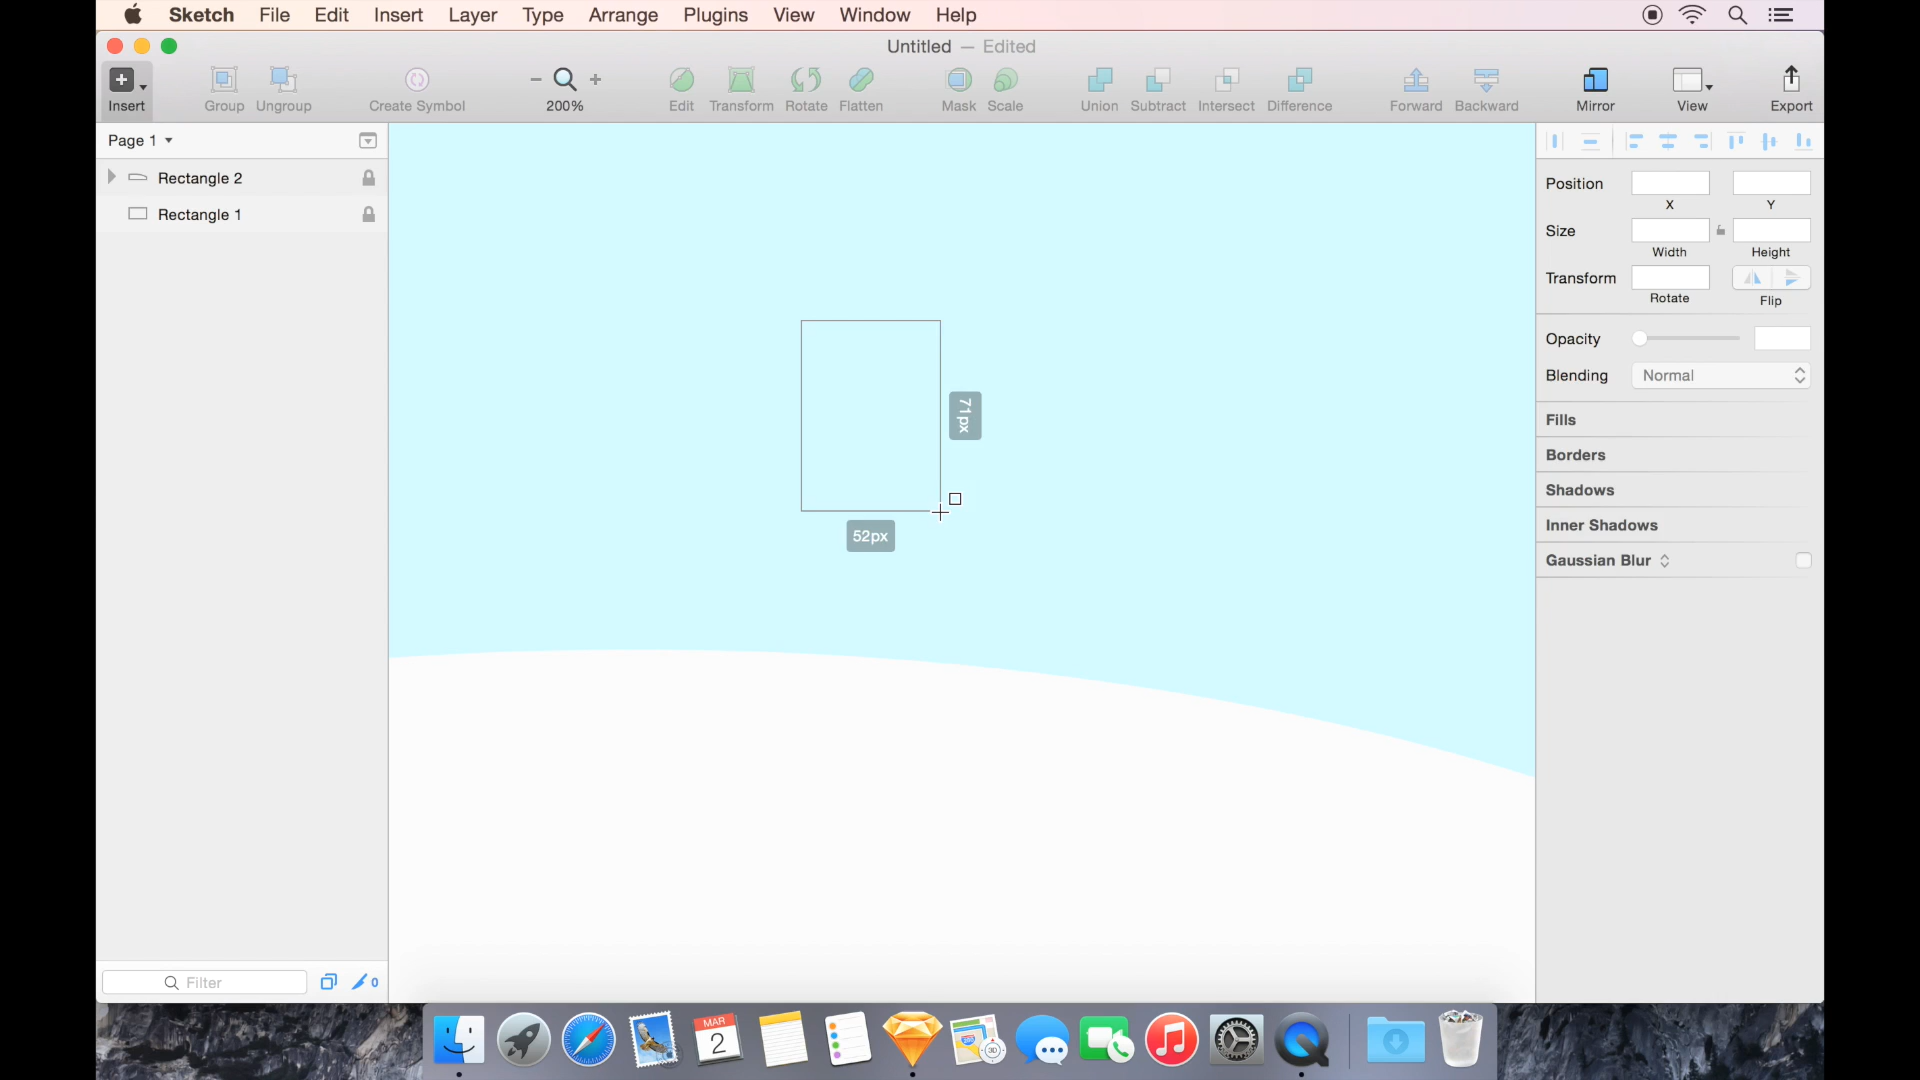 Sketch File Edit Insert Layer Type Arrange Plugins View Window Help
Untitled — Edited
Insert Group Ungroup Create Symbol 200% Edit Transform Rotate Flatten Mask Scale Union Subtract Intersect Difference Forward Backward Mirror View Export
Page 1
Rectangle 2
Rectangle 1
71px
52px
Position
X Y
Size
Width Height
Transform
Rotate Flip
Opacity
Blending Normal
Fills
Borders
Shadows
Inner Shadows
Gaussian Blur
Filter 0
MAR
2
3D